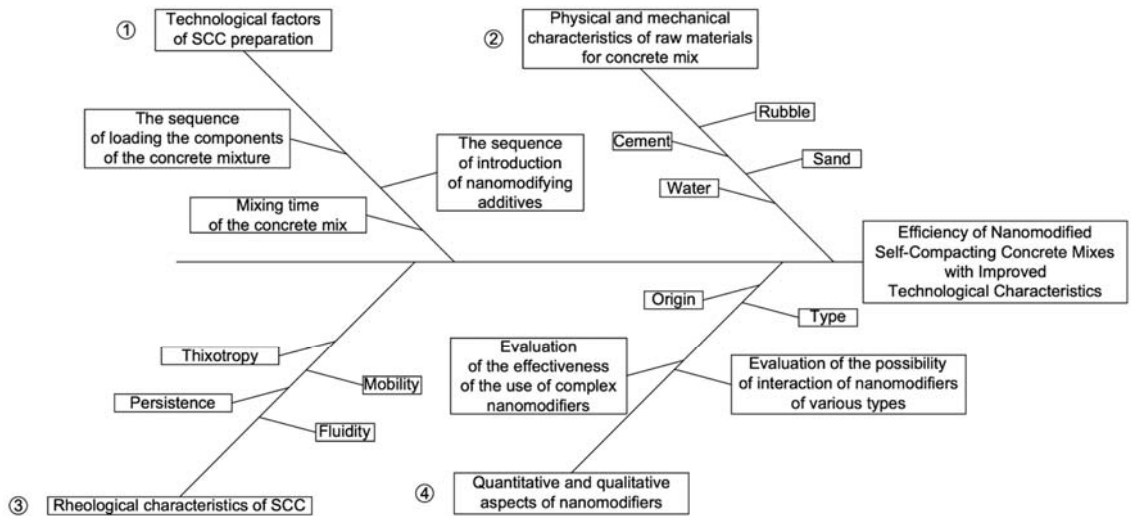 ①
Technological factors
of SCC preparation
The sequence
of loading the components
of the concrete mixture
The sequence
of introduction
of nanomodifying
additives
Mixing time
of the concrete mix
②
Physical and mechanical
characteristics of raw materials
for concrete mix
Rubble
Cement
Sand
Water
Efficiency of Nanomodified
Self-Compacting Concrete Mixes
with Improved
Technological Characteristics
Thixotropy
Mobility
Persistence
Fluidity
③
Rheological characteristics of SCC
Origin
Type
Evaluation
of the effectiveness
of the use of complex
nanomodifiers
Evaluation of the possibility
of interaction of nanomodifiers
of various types
④
Quantitative and qualitative
aspects of nanomodifiers